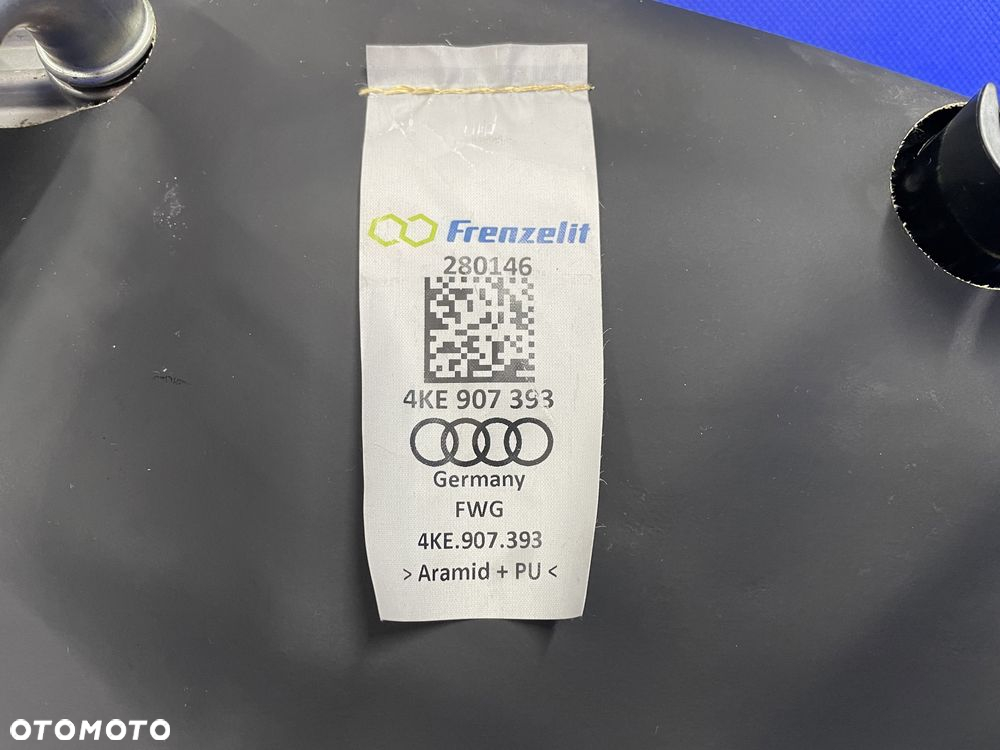 Frenzelit
280146
4KE 907 393
Germany
FWG
4KE.907.393
> Aramid + PU <
OTOMOTO